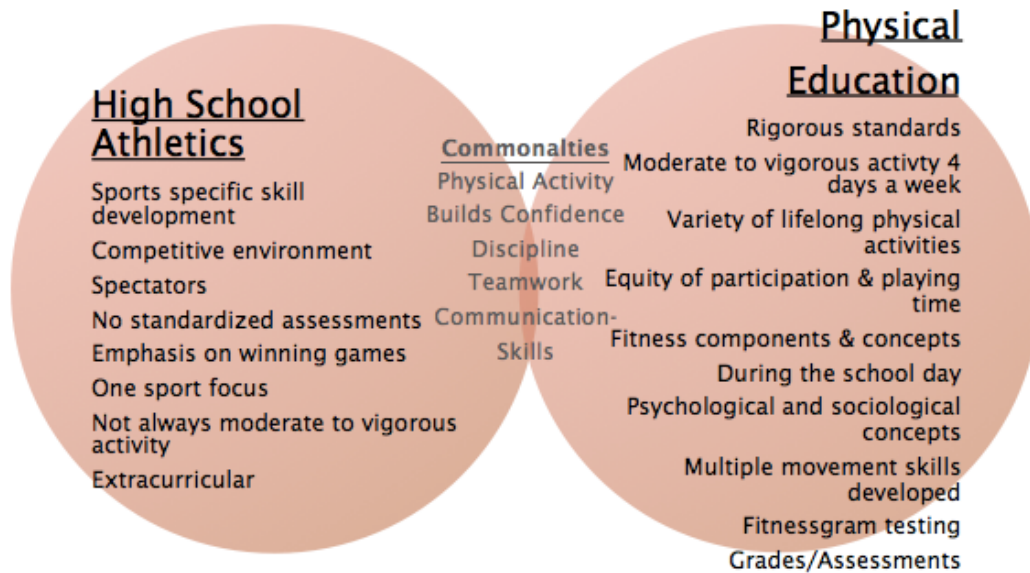 High School
Athletics
Sports specific skill
development
Competitive environment
Spectators
No standardized assessments
Emphasis on winning games
One sport focus
Not always moderate to vigorous
activity
Extracurricular
Commonalties
Physical Activity
Builds Confidence
Discipline
Teamwork
Communication-
Skills
Physical
Education
Rigorous standards
Moderate to vigorous activty 4
days a week
Variety of lifelong physical
activities
Equity of participation & playing
time
Fitness components & concepts
During the school day
Psychological and sociological
concepts
Multiple movement skills
developed
Fitnessgram testing
Grades/Assessments